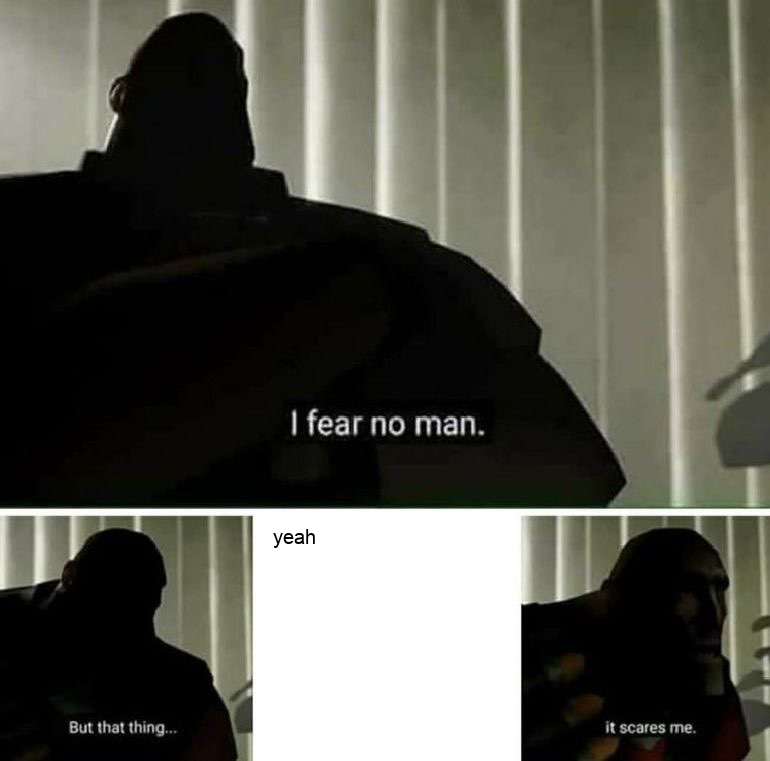 I fear no man.
yeah
But that thing...
it scares me.